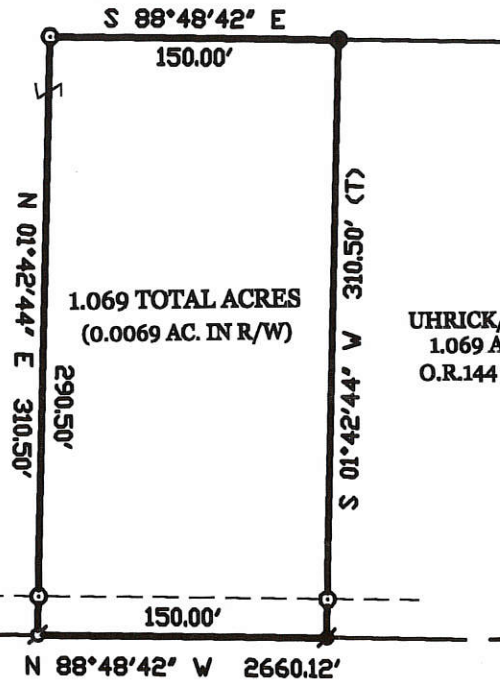 S 88°48'42" E
150.00'
N 01°42'44" E 310.50'
290.50'
1.069 TOTAL ACRES
(0.0069 AC. IN R/W)
S 01°42'44" W 310.50' (T)
UHRICK/
1.069 A
O.R.144
150.00'
N 88°48'42" W 2660.12'